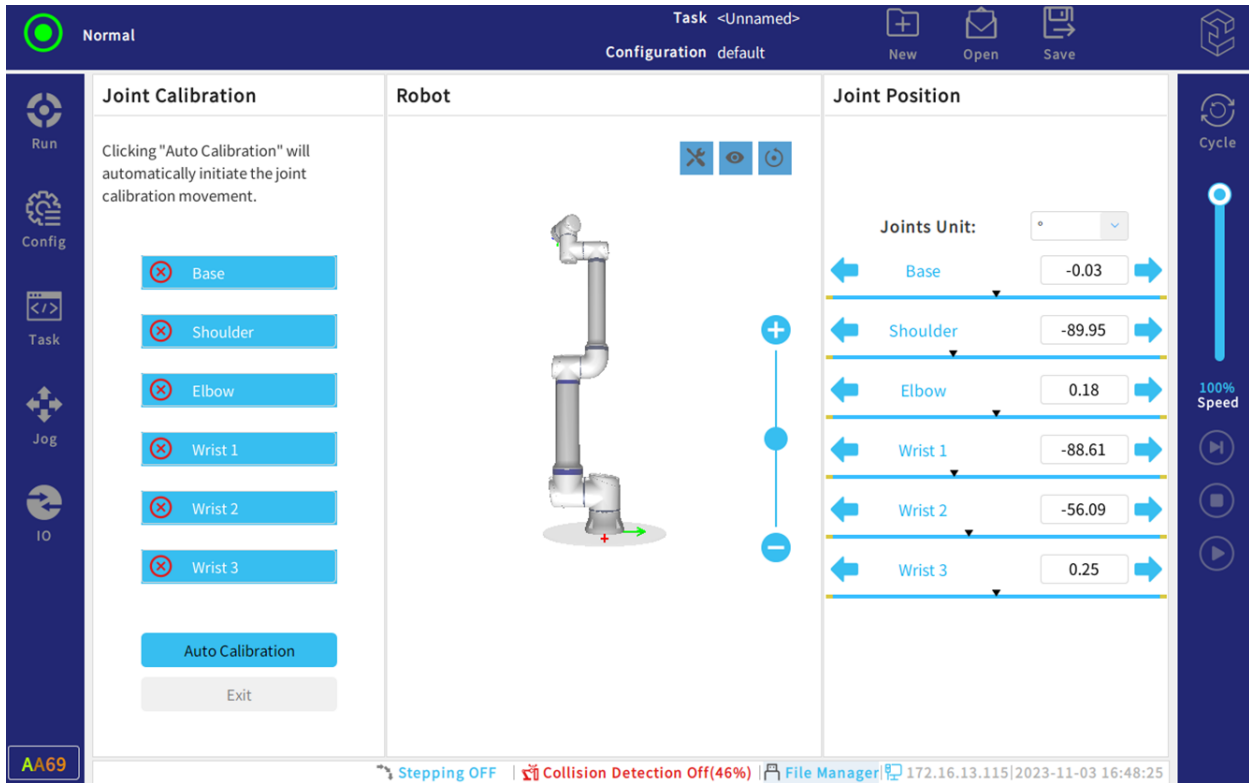 Normal
Task <Unnamed>
Configuration default
New
Open
Save
Run
Config
Task
Jog
IO
AA69
Joint Calibration
Clicking "Auto Calibration" will
automatically initiate the joint
calibration movement.
Base
Shoulder
Elbow
Wrist 1
Wrist 2
Wrist 3
Auto Calibration
Exit
Robot
Joint Position
Joints Unit: °
Base -0.03
Shoulder -89.95
Elbow 0.18
Wrist 1 -88.61
Wrist 2 -56.09
Wrist 3 0.25
Cycle
100%
Speed
Stepping OFF | Collision Detection Off(46%) | File Manager | 172.16.13.115 | 2023-11-03 16:48:25